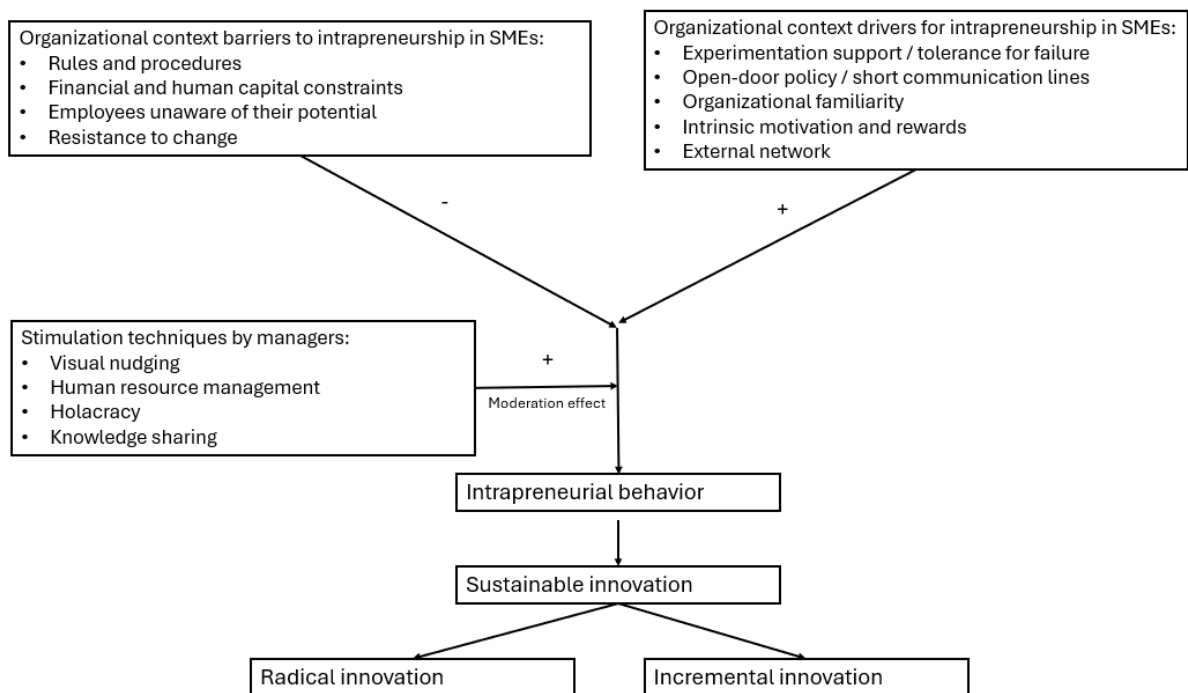 Organizational context barriers to intrapreneurship in SMEs:
• Rules and procedures
• Financial and human capital constraints
• Employees unaware of their potential
• Resistance to change
Organizational context drivers for intrapreneurship in SMEs:
• Experimentation support / tolerance for failure
• Open-door policy / short communication lines
• Organizational familiarity
• Intrinsic motivation and rewards
• External network
-
+
Stimulation techniques by managers:
• Visual nudging
• Human resource management
• Holacracy
• Knowledge sharing
+
Moderation effect
Intrapreneurial behavior
Sustainable innovation
Radical innovation
Incremental innovation